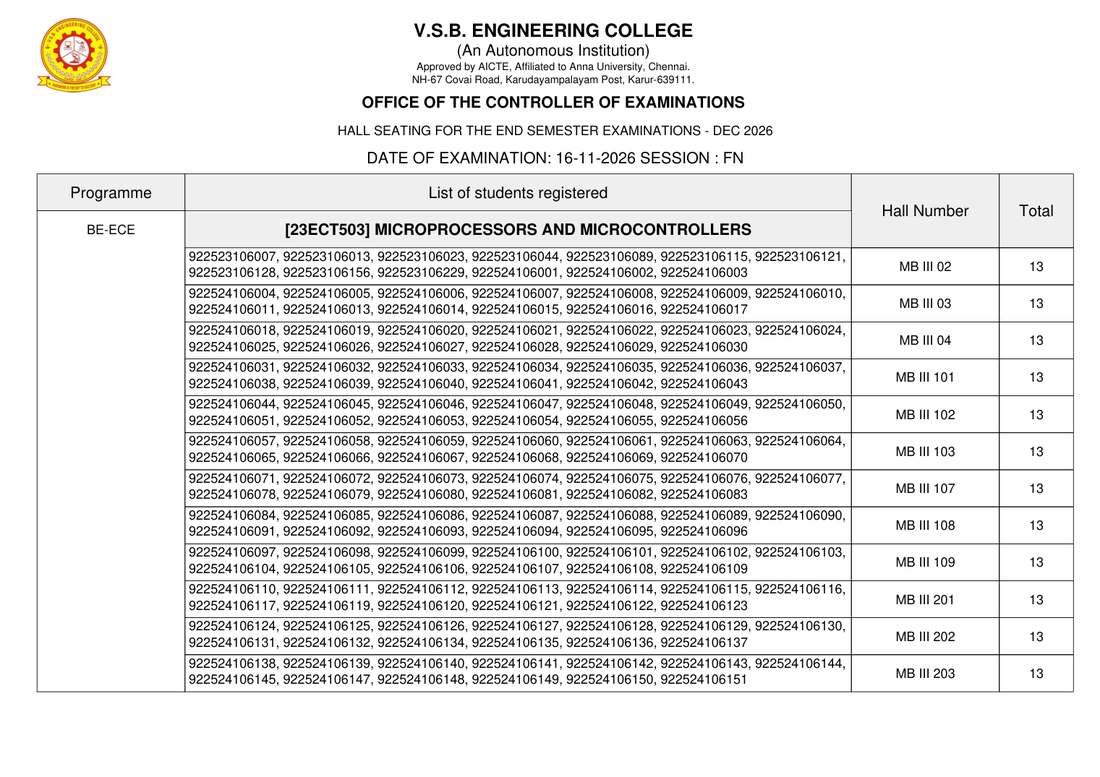 V.S.B. ENGINEERING COLLEGE
(An Autonomous Institution)
Approved by AICTE, Affiliated to Anna University, Chennai.
NH-67 Covai Road, Karudayampalayam Post, Karur-639111.
OFFICE OF THE CONTROLLER OF EXAMINATIONS
HALL SEATING FOR THE END SEMESTER EXAMINATIONS - DEC 2026
DATE OF EXAMINATION: 16-11-2026 SESSION : FN
Programme List of students registered Hall Number Total
BE-ECE [23ECT503] MICROPROCESSORS AND MICROCONTROLLERS
922523106007, 922523106013, 922523106023, 922523106044, 922523106089, 922523106115, 922523106121,
922523106128, 922523106156, 922523106229, 922524106001, 922524106002, 922524106003
MB III 02 13
922524106004, 922524106005, 922524106006, 922524106007, 922524106008, 922524106009, 922524106010,
922524106011, 922524106013, 922524106014, 922524106015, 922524106016, 922524106017
MB III 03 13
922524106018, 922524106019, 922524106020, 922524106021, 922524106022, 922524106023, 922524106024,
922524106025, 922524106026, 922524106027, 922524106028, 922524106029, 922524106030
MB III 04 13
922524106031, 922524106032, 922524106033, 922524106034, 922524106035, 922524106036, 922524106037,
922524106038, 922524106039, 922524106040, 922524106041, 922524106042, 922524106043
MB III 101 13
922524106044, 922524106045, 922524106046, 922524106047, 922524106048, 922524106049, 922524106050,
922524106051, 922524106052, 922524106053, 922524106054, 922524106055, 922524106056
MB III 102 13
922524106057, 922524106058, 922524106059, 922524106060, 922524106061, 922524106063, 922524106064,
922524106065, 922524106066, 922524106067, 922524106068, 922524106069, 922524106070
MB III 103 13
922524106071, 922524106072, 922524106073, 922524106074, 922524106075, 922524106076, 922524106077,
922524106078, 922524106079, 922524106080, 922524106081, 922524106082, 922524106083
MB III 107 13
922524106084, 922524106085, 922524106086, 922524106087, 922524106088, 922524106089, 922524106090,
922524106091, 922524106092, 922524106093, 922524106094, 922524106095, 922524106096
MB III 108 13
922524106097, 922524106098, 922524106099, 922524106100, 922524106101, 922524106102, 922524106103,
922524106104, 922524106105, 922524106106, 922524106107, 922524106108, 922524106109
MB III 109 13
922524106110, 922524106111, 922524106112, 922524106113, 922524106114, 922524106115, 922524106116,
922524106117, 922524106119, 922524106120, 922524106121, 922524106122, 922524106123
MB III 201 13
922524106124, 922524106125, 922524106126, 922524106127, 922524106128, 922524106129, 922524106130,
922524106131, 922524106132, 922524106134, 922524106135, 922524106136, 922524106137
MB III 202 13
922524106138, 922524106139, 922524106140, 922524106141, 922524106142, 922524106143, 922524106144,
922524106145, 922524106147, 922524106148, 922524106149, 922524106150, 922524106151
MB III 203 13